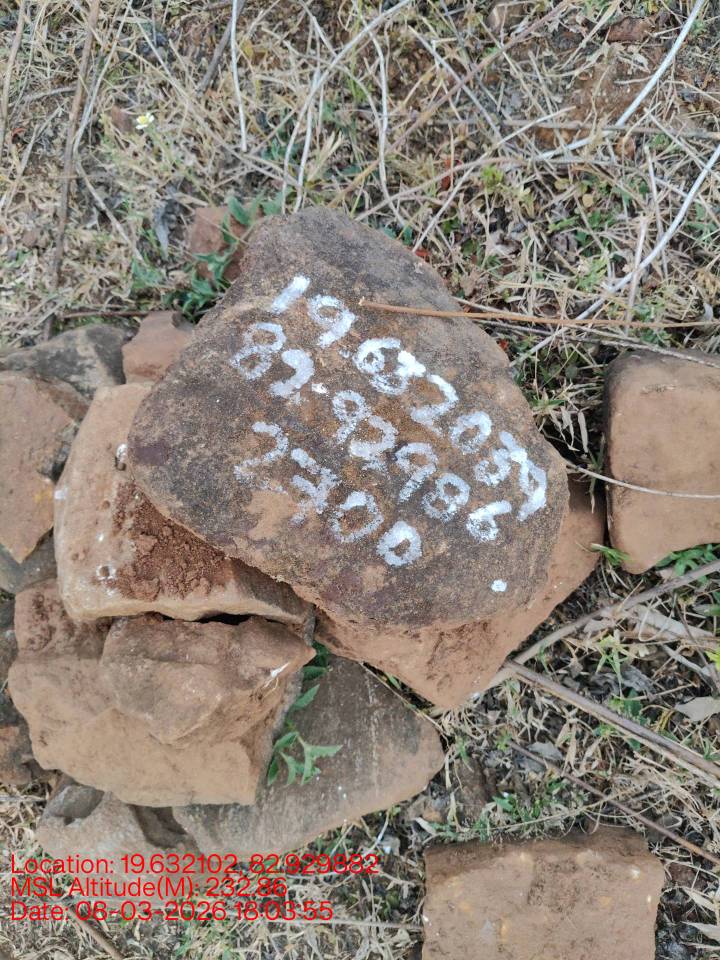 19.632059
82.92986
2700
Location: 19.632102, 82.929882
MSL Altitude(M): 232.86
Date: 08-03-2026 18:03:55